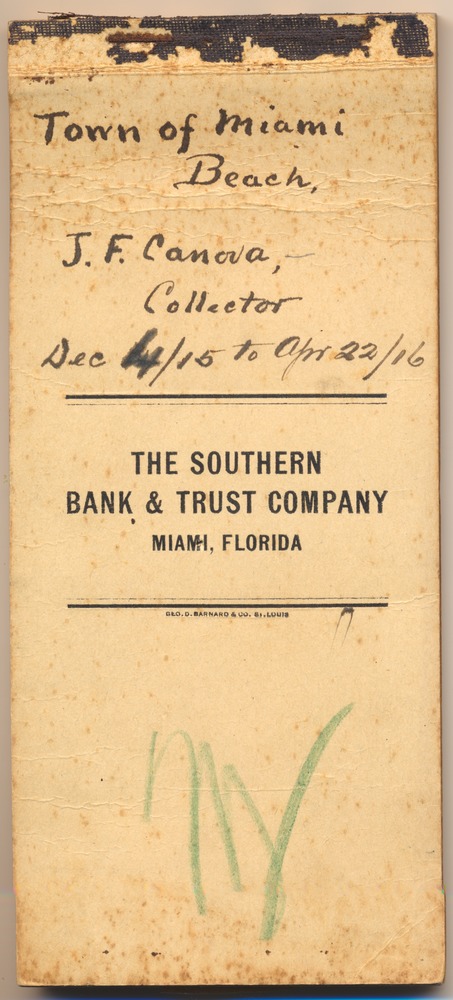 Town of Miami
Beach,
J. F. Canova,-
Collector
Dec 4/15 to Apr 22/16
THE SOUTHERN
BANK & TRUST COMPANY
MIAMI, FLORIDA
GEO. D. BARNARD & CO. ST. LOUIS